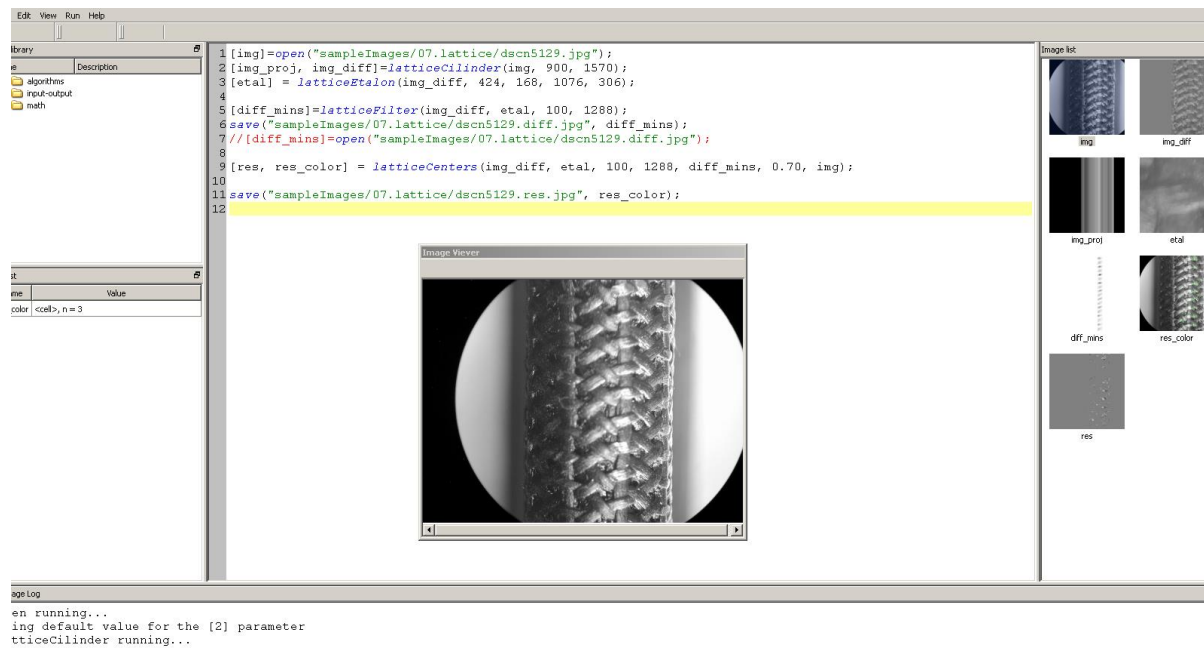 Edit View Run Help
ibrary
e Description
algorithms
input-output
math
st
me Value
color <cell>, n = 3
1 [img]=open("sampleImages/07.lattice/dscn5129.jpg");
2 [img_proj, img_diff]=latticeCilinder(img, 900, 1570);
3 [etal] = latticeEtalon(img_diff, 424, 168, 1076, 306);
4
5 [diff_mins]=latticeFilter(img_diff, etal, 100, 1288);
6 save("sampleImages/07.lattice/dscn5129.diff.jpg", diff_mins);
7 //[diff_mins]=open("sampleImages/07.lattice/dscn5129.diff.jpg");
8
9 [res, res_color] = latticeCenters(img_diff, etal, 100, 1288, diff_mins, 0.70, img);
10
11 save("sampleImages/07.lattice/dscn5129.res.jpg", res_color);
12
Image Viever
Image list
img img_diff
img_proj etal
diff_mins res_color
res
age Log
en running...
ing default value for the [2] parameter
tticeCilinder running...